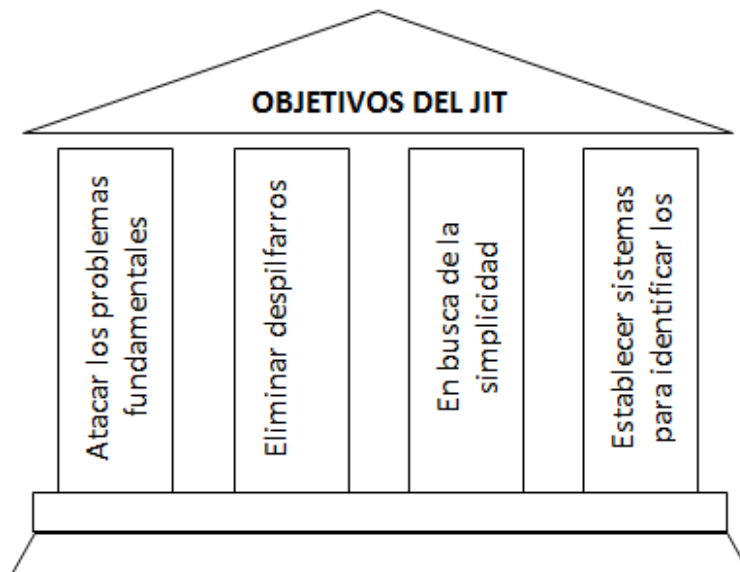 OBJETIVOS DEL JIT
Atacar los problemas
fundamentales
Eliminar despilfarros
En busca de la
simplicidad
Establecer sistemas
para identificar los